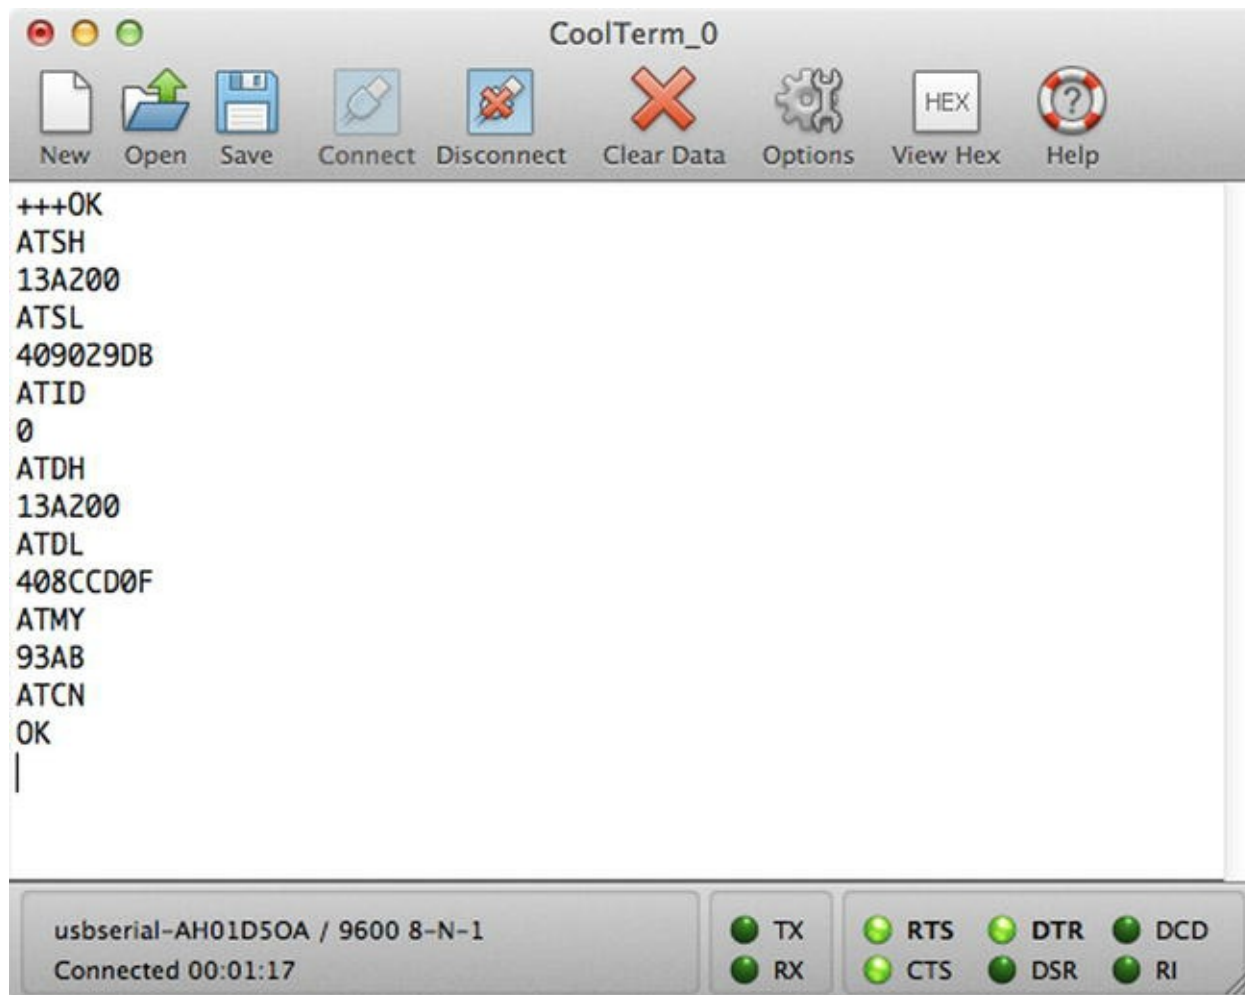 CoolTerm_0
New Open Save Connect Disconnect Clear Data Options HEX View Hex ? Help
+++OK
ATSH
13A200
ATSL
409029DB
ATID
0
ATDH
13A200
ATDL
408CCD0F
ATMY
93AB
ATCN
OK
usbserial-AH01D5OA / 9600 8-N-1
Connected 00:01:17
TX RTS DTR DCD
RX CTS DSR RI